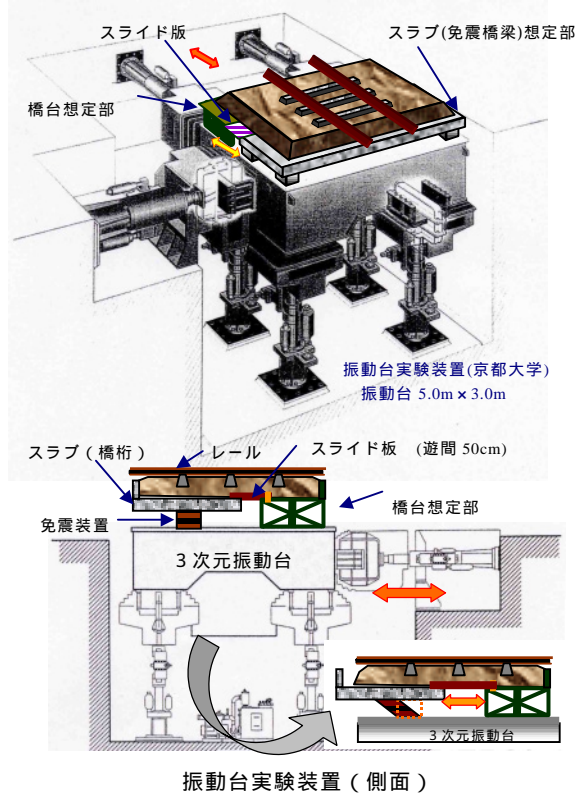 スライド版
スラブ(免震橋梁)想定部
橋台想定部
振動台実験装置(京都大学)
振動台 5.0m×3.0m
スラブ（橋桁）
レール
スライド板　(遊間 50cm)
橋台想定部
免震装置
３次元振動台
３次元振動台
振動台実験装置（側面）